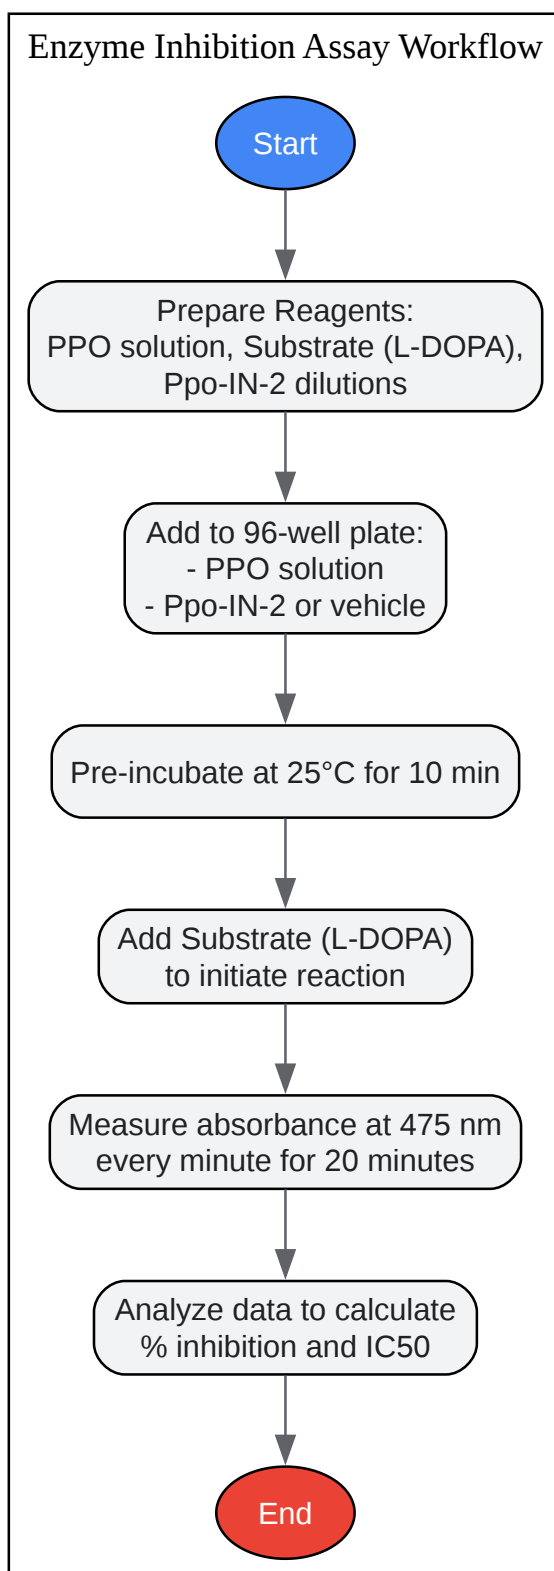 Enzyme Inhibition Assay Workflow
Start
Prepare Reagents:
PPO solution, Substrate (L-DOPA),
Ppo-IN-2 dilutions
Add to 96-well plate:
- PPO solution
- Ppo-IN-2 or vehicle
Pre-incubate at 25°C for 10 min
Add Substrate (L-DOPA)
to initiate reaction
Measure absorbance at 475 nm
every minute for 20 minutes
Analyze data to calculate
% inhibition and IC50
End